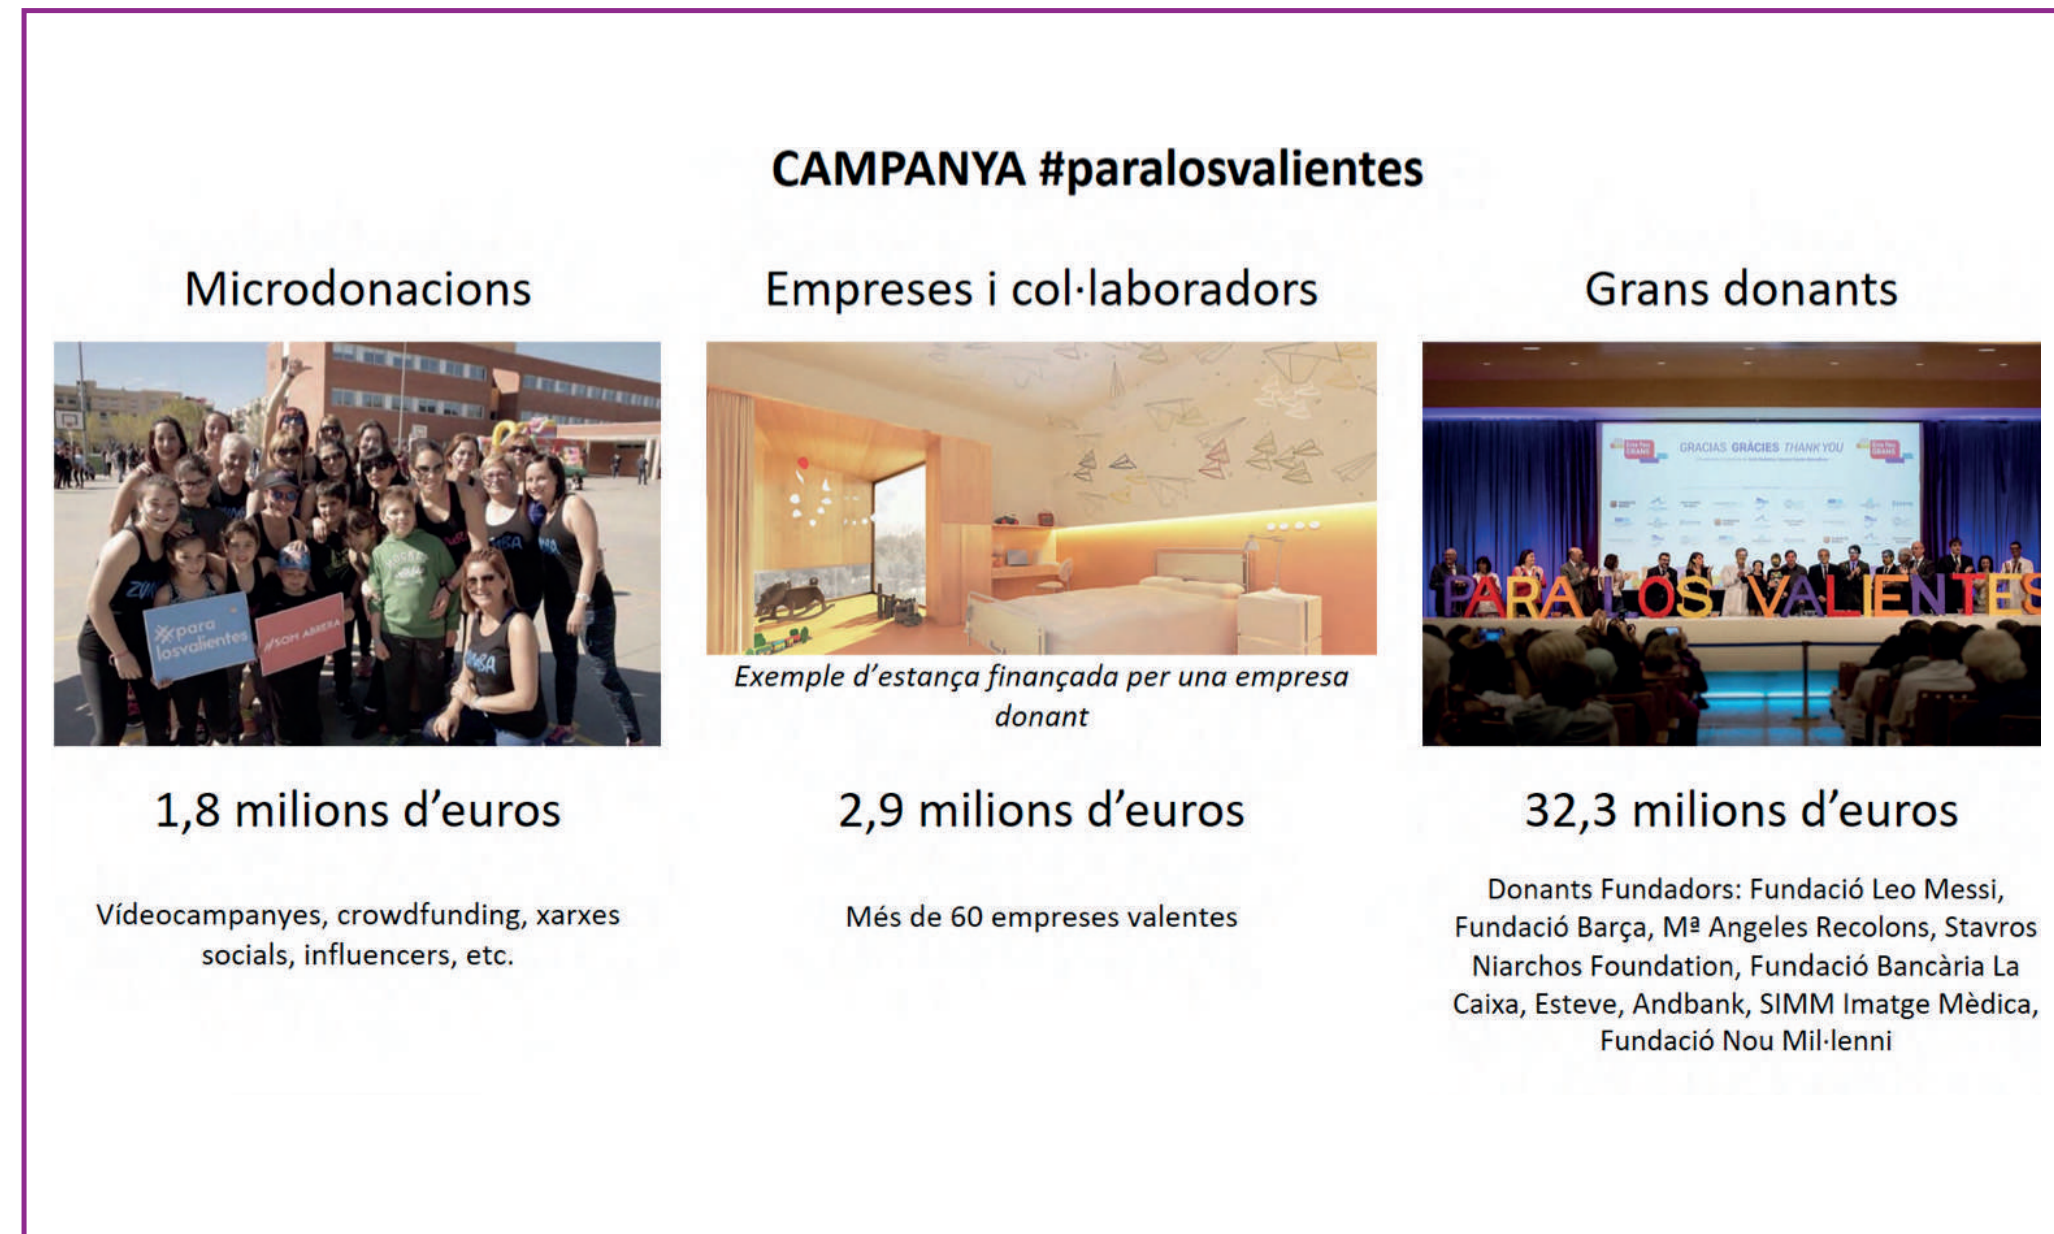 CAMPANYA #paralosvalientes
Microdonacions
para
losvalientes
#SOM ABRERA
1,8 milions d'euros
Vídeocampanyes, crowdfunding, xarxes
socials, influencers, etc.
Empreses i col·laboradors
Exemple d'estança finançada per una empresa
donant
2,9 milions d'euros
Més de 60 empreses valentes
Grans donants
GRACIAS GRÀCIES THANK YOU
PARA LOS VALIENTES
32,3 milions d'euros
Donants Fundadors: Fundació Leo Messi,
Fundació Barça, Mª Angeles Recolons, Stavros
Niarchos Foundation, Fundació Bancària La
Caixa, Esteve, Andbank, SIMM Imatge Mèdica,
Fundació Nou Mil·lenni